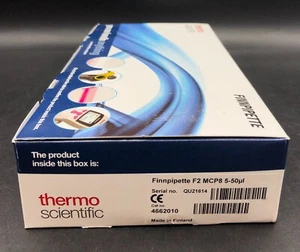 FINNPIPETTE
The product
inside this box is:
thermo
scientific
Finnpipette F2 MCP8 5-50µl
Serial no. QU21614
CE
Cat no.
4662010
Made in Finland